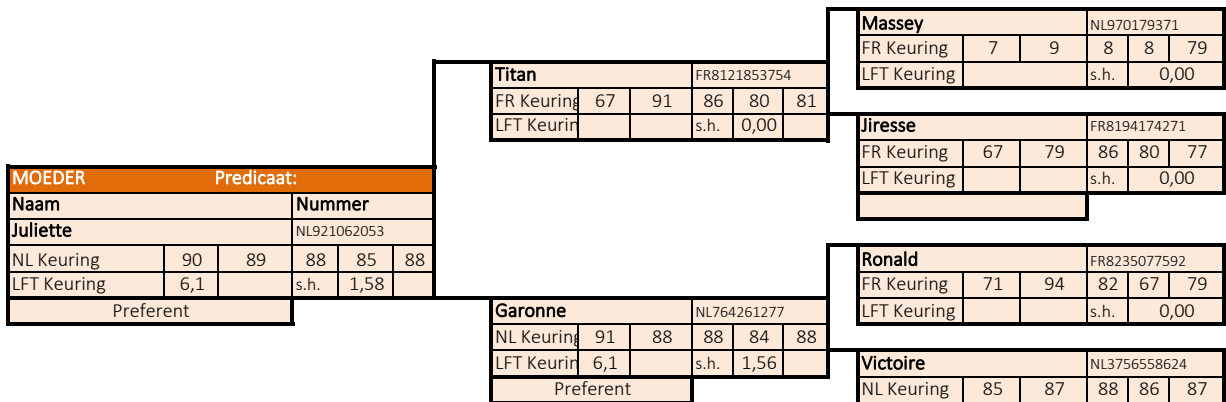 Massey NL970179371
FR Keuring 7 9 8 8 79
LFT Keuring s.h. 0,00
Titan FR8121853754
FR Keuring 67 91 86 80 81
LFT Keurin s.h. 0,00
Jiresse FR8194174271
FR Keuring 67 79 86 80 77
LFT Keuring s.h. 0,00
MOEDER Predicaat:
Naam Nummer
Juliette NL921062053
NL Keuring 90 89 88 85 88
LFT Keuring 6,1 s.h. 1,58
Preferent
Ronald FR8235077592
FR Keuring 71 94 82 67 79
LFT Keuring s.h. 0,00
Garonne NL764261277
NL Keuring 91 88 88 84 88
LFT Keurin 6,1 s.h. 1,56
Preferent
Victoire NL3756558624
NL Keuring 85 87 88 86 87